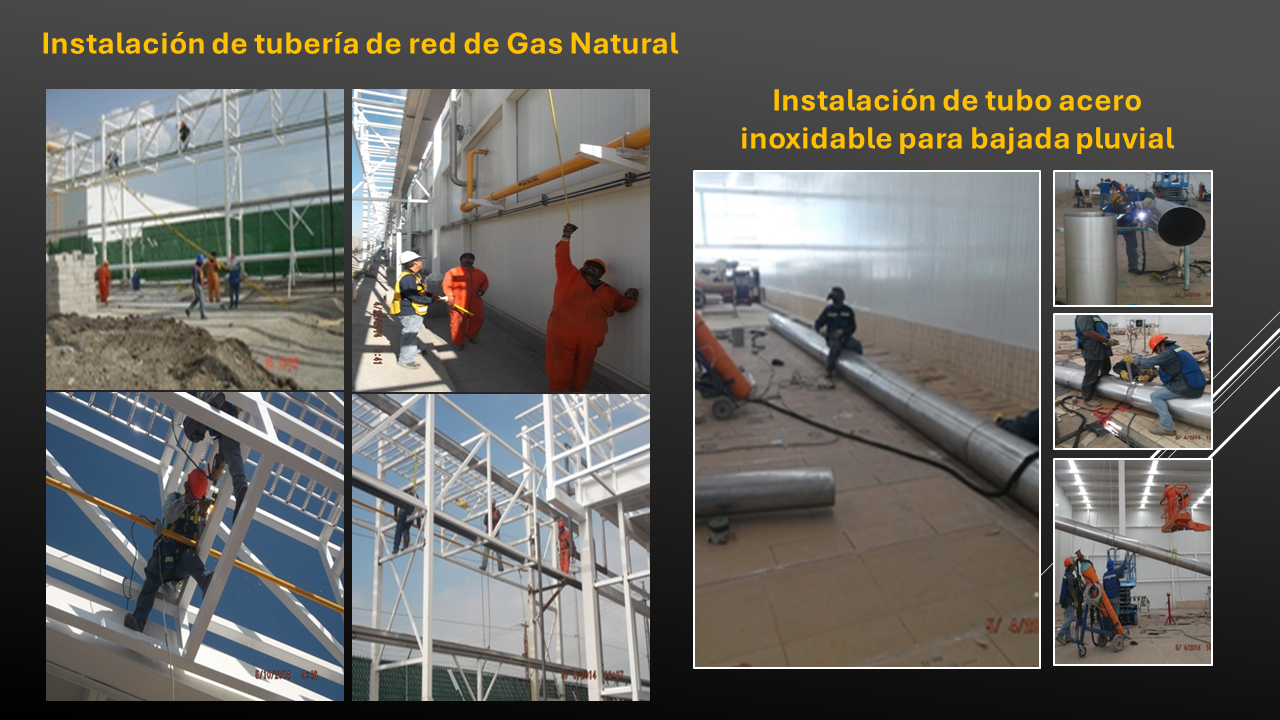 Instalación de tubería de red de Gas Natural
Instalación de tubo acero
inoxidable para bajada pluvial